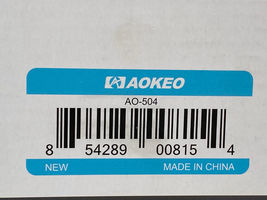 AOKEO
AO-504
8 54289 00815 4
NEW MADE IN CHINA